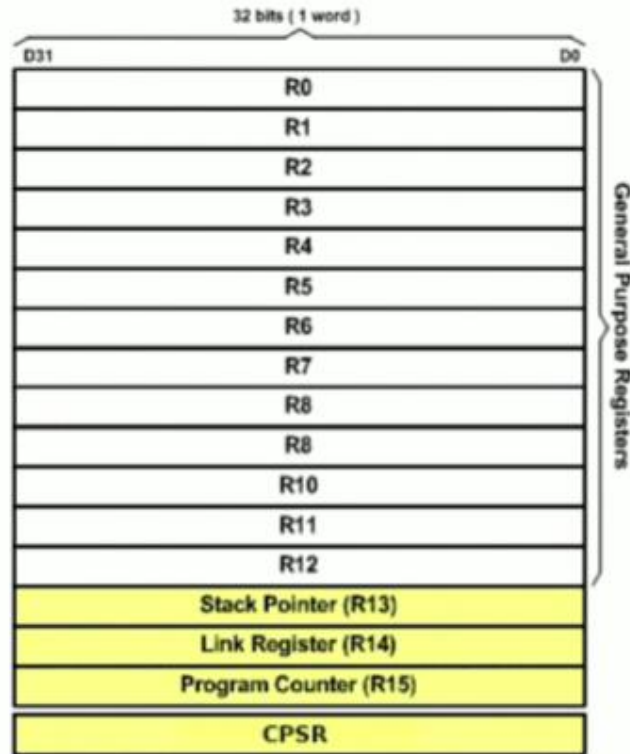 32 bits ( 1 word )
D31 D0
R0
R1
R2
R3
R4
R5
R6
R7
R8
R8
R10
R11
R12
General Purpose Registers
Stack Pointer (R13)
Link Register (R14)
Program Counter (R15)
CPSR